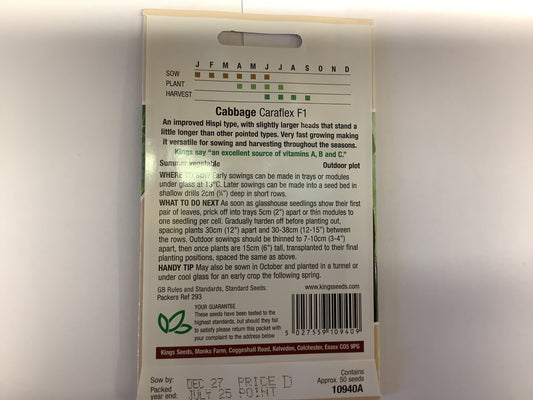 J F M A M J J A S O N D
SOW
PLANT
HARVEST
Cabbage Caraflex F1
An improved Hispi type, with slightly larger heads that stand a
little longer than other pointed types. Very fast growing making
it versatile for sowing and harvesting throughout the seasons.
Kings say "an excellent source of vitamins A, B and C."
Summer vegetable Outdoor plot
WHERE TO SOW Early sowings can be made in trays or modules
under glass at 13°C. Later sowings can be made into a seed bed in
shallow drills 2cm (¾") deep in short rows.
WHAT TO DO NEXT As soon as glasshouse seedlings show their first
pair of leaves, prick off into trays 5cm (2") apart or thin modules to
one seedling per cell. Gradually harden off before planting out,
spacing plants 30cm (12") apart and 30-38cm (12-15") between
the rows. Outdoor sowings should be thinned to 7-10cm (3-4")
apart, then once plants are 15cm (6") tall, transplanted to their final
planting positions, spaced the same as above.
HANDY TIP May also be sown in October and planted in a tunnel or
under cool glass for an early crop the following spring.
GB Rules and Standards, Standard Seeds.
Packers Ref 293
www.kingsseeds.com
YOUR GUARANTEE
These seeds have been tested to the
highest standards, but should they fail
to satisfy please return this packet with
your complaint to the address below
5 027559 109409
Kings Seeds, Monks Farm, Coggeshall Road, Kelvedon, Colchester, Essex CO5 9PG
Sow by: DEC 27 PRICE D
Packed
year end: JULY 25 POINT
Contains
Approx. 50 seeds
10940A